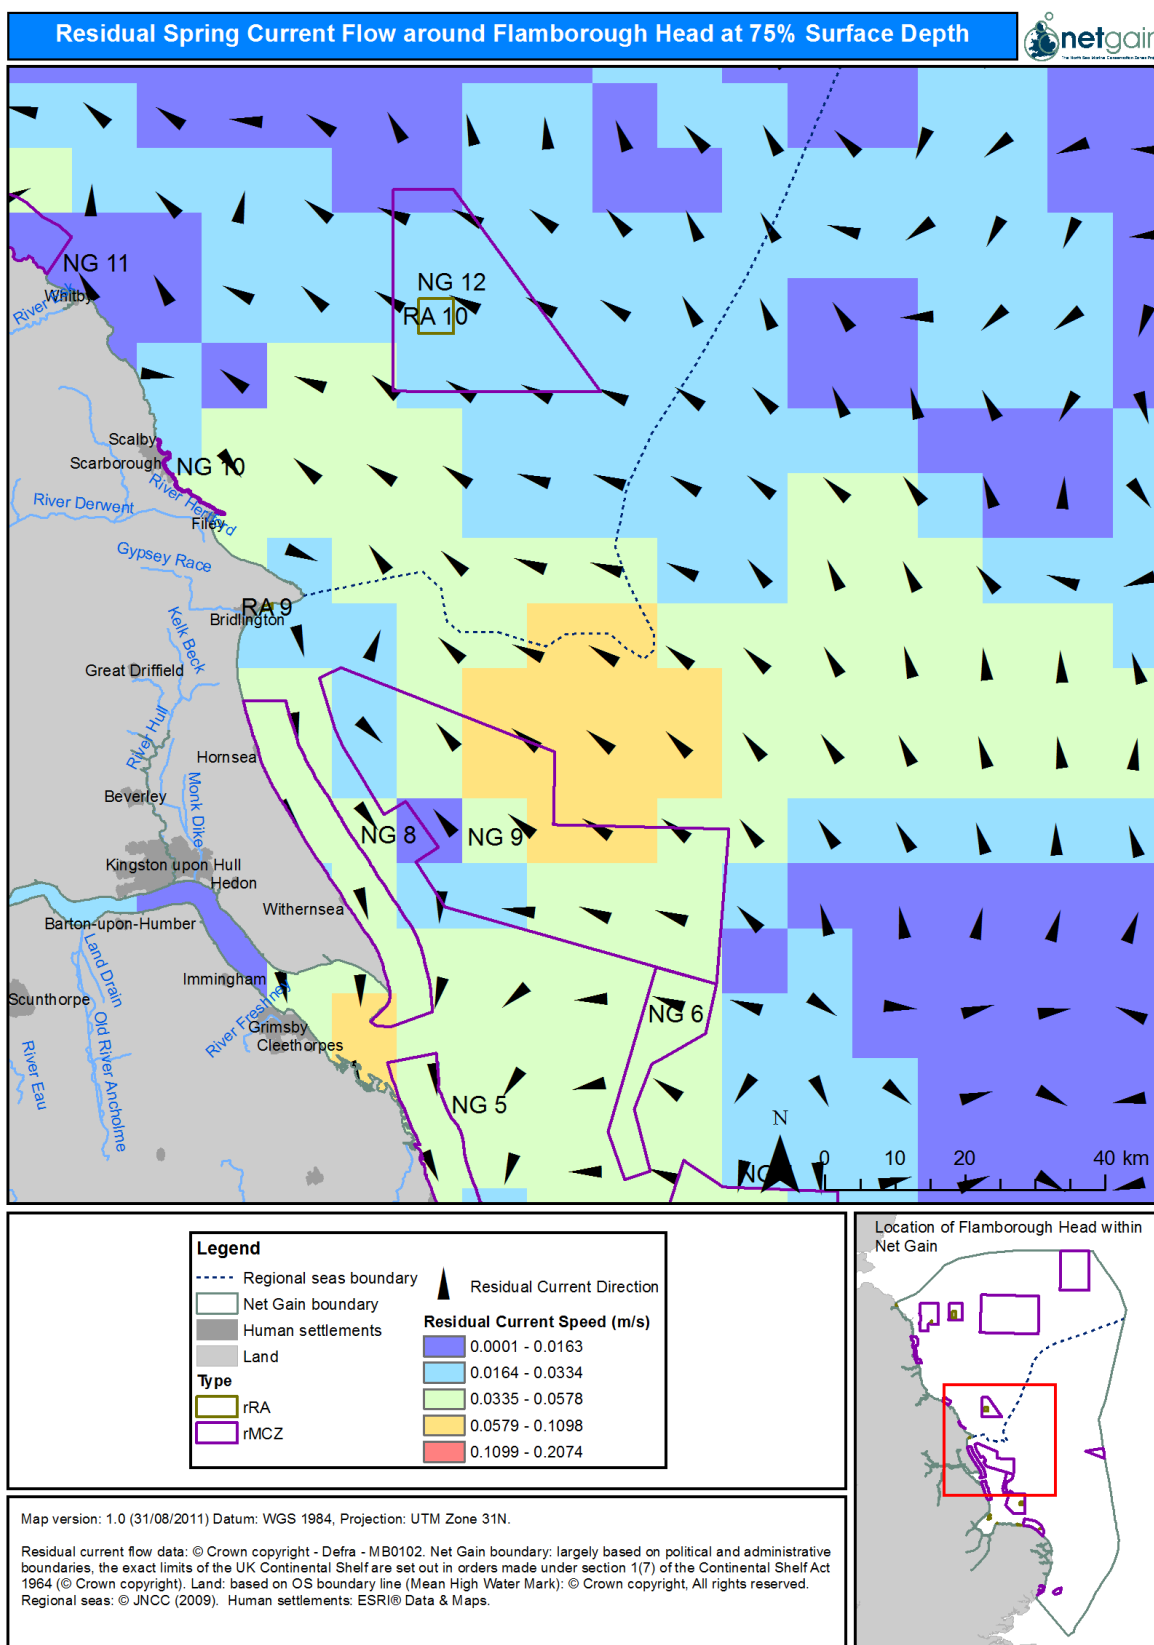 Residual Spring Current Flow around Flamborough Head at 75% Surface Depth
netgain
NG 11
Whitby
NG 12
RA 10
Scalby
Scarborough
NG 10
River Hertford
River Derwent
Filey
Gypsey Race
RA 9
Bridlington
Kelk Beck
Great Driffield
River Hull
Hornsea
Beverley
Monk Dike
NG 8
NG 9
Kingston upon Hull
Hedon
Withernsea
Barton-upon-Humber
Land Drain
Immingham
Scunthorpe
River Freshney
Grimsby
Cleethorpes
Old River Ancholme
River Eau
NG 6
NG 5
N
NG
0 10 20 40 km
Legend
Regional seas boundary
Net Gain boundary
Human settlements
Land
Type
rRA
rMCZ
Residual Current Direction
Residual Current Speed (m/s)
0.0001 - 0.0163
0.0164 - 0.0334
0.0335 - 0.0578
0.0579 - 0.1098
0.1099 - 0.2074
Location of Flamborough Head within
Net Gain
Map version: 1.0 (31/08/2011) Datum: WGS 1984, Projection: UTM Zone 31N.
Residual current flow data: © Crown copyright - Defra - MB0102. Net Gain boundary: largely based on political and administrative
boundaries, the exact limits of the UK Continental Shelf are set out in orders made under section 1(7) of the Continental Shelf Act
1964 (© Crown copyright). Land: based on OS boundary line (Mean High Water Mark): © Crown copyright, All rights reserved.
Regional seas: © JNCC (2009). Human settlements: ESRI® Data & Maps.